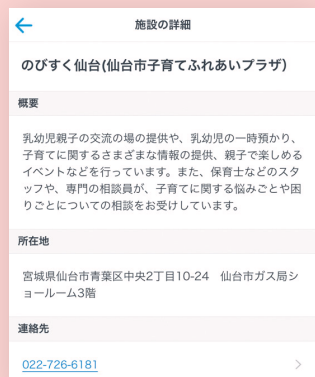 施設の詳細
のびすく仙台(仙台市子育てふれあいプラザ）
概要
乳幼児親子の交流の場の提供や、乳幼児の一時預かり、
子育てに関するさまざまな情報の提供、親子で楽しめる
イベントなどを行っています。また、保育士などのスタ
ッフや、専門の相談員が、子育てに関する悩みごとや困
りごとについての相談をお受けしています。
所在地
宮城県仙台市青葉区中央2丁目10-24　仙台市ガス局シ
ョールーム3階
連絡先
022-726-6181